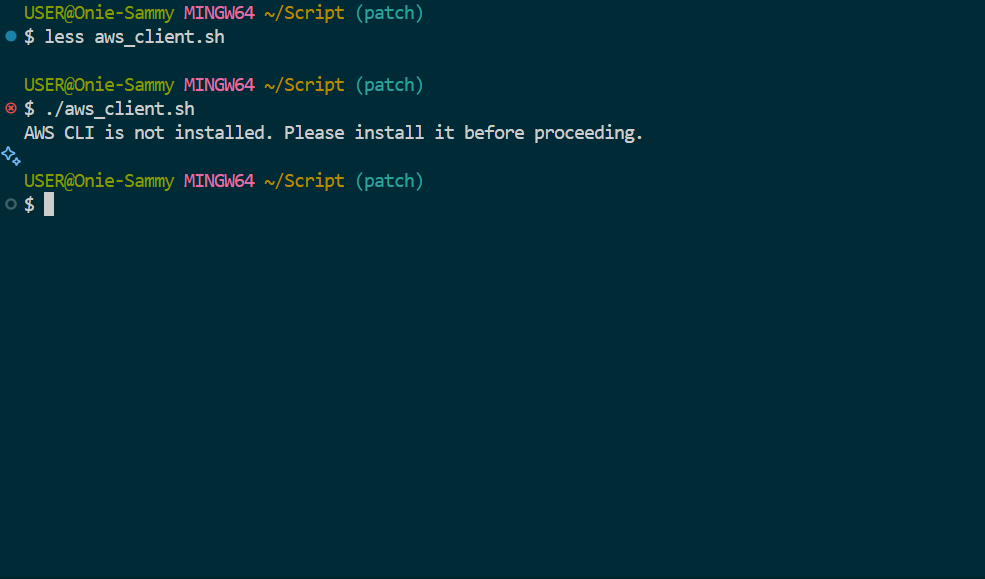 USER@Onie-Sammy MINGW64 ~/Script (patch)
$ less aws_client.sh
USER@Onie-Sammy MINGW64 ~/Script (patch)
$ ./aws_client.sh
AWS CLI is not installed. Please install it before proceeding.
USER@Onie-Sammy MINGW64 ~/Script (patch)
$